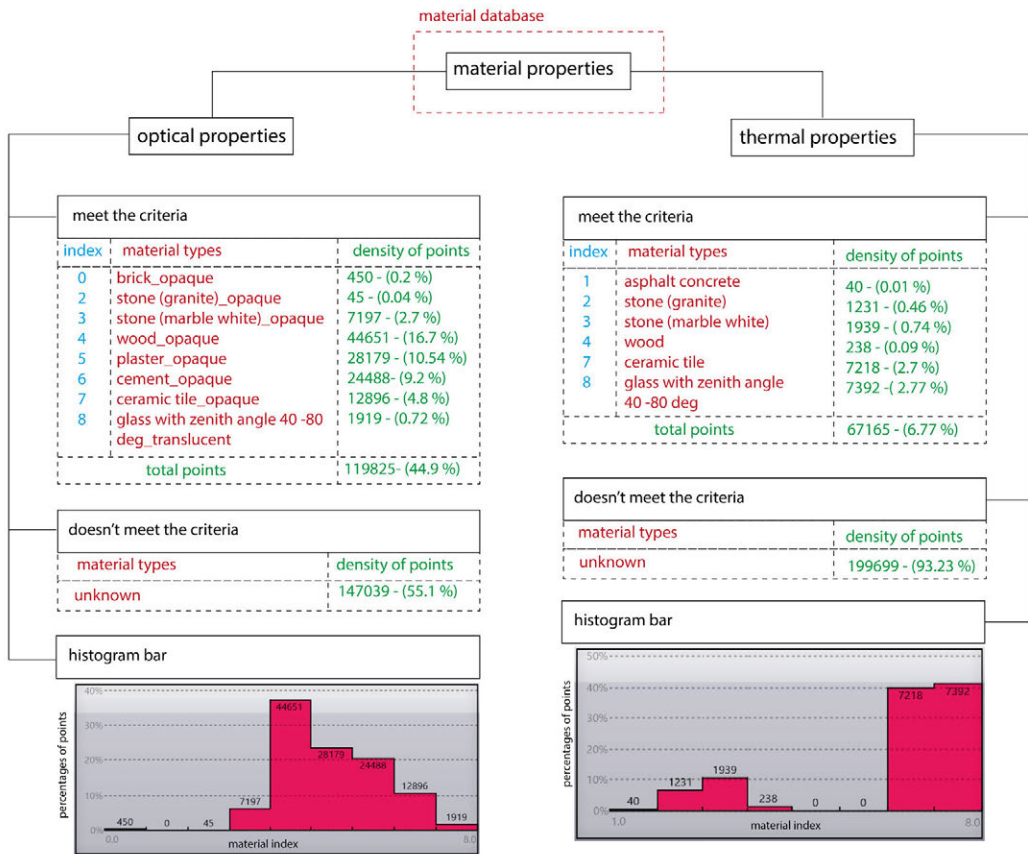 material database
material properties
optical properties
thermal properties
meet the criteria
index material types density of points
0 brick_opaque 450 - (0.2 %)
2 stone (granite)_opaque 45 - (0.04 %)
3 stone (marble white)_opaque 7197 - (2.7 %)
4 wood_opaque 44651 - (16.7 %)
5 plaster_opaque 28179 - (10.54 %)
6 cement_opaque 24488- (9.2 %)
7 ceramic tile_opaque 12896 - (4.8 %)
8 glass with zenith angle 40 -80 1919 - (0.72 %)
deg_translucent
total points 119825- (44.9 %)
doesn't meet the criteria
material types density of points
unknown 147039 - (55.1 %)
histogram bar
percentages of points
40%
30%
20%
10%
0%
450 0 45 7197 44651 28179 24488 12896 1919
0.0 8.0
material index
meet the criteria
index material types density of points
1 asphalt concrete 40 - (0.01 %)
2 stone (granite) 1231 - (0.46 %)
3 stone (marble white) 1939 - ( 0.74 %)
4 wood 238 - (0.09 %)
7 ceramic tile 7218 - (2.7 %)
8 glass with zenith angle 7392 - ( 2.77 %)
40 -80 deg
total points 67165 - (6.77 %)
doesn't meet the criteria
material types density of points
unknown 199699 - (93.23 %)
histogram bar
percentages of points
50%
40%
30%
20%
10%
0%
40 1231 1939 238 0 0 7218 7392
1.0 8.0
material index